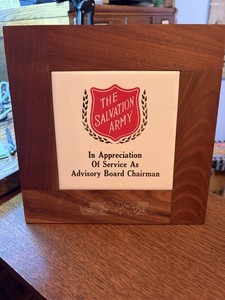 THE
SALVATION
ARMY
In Appreciation
Of Service As
Advisory Board Chairman